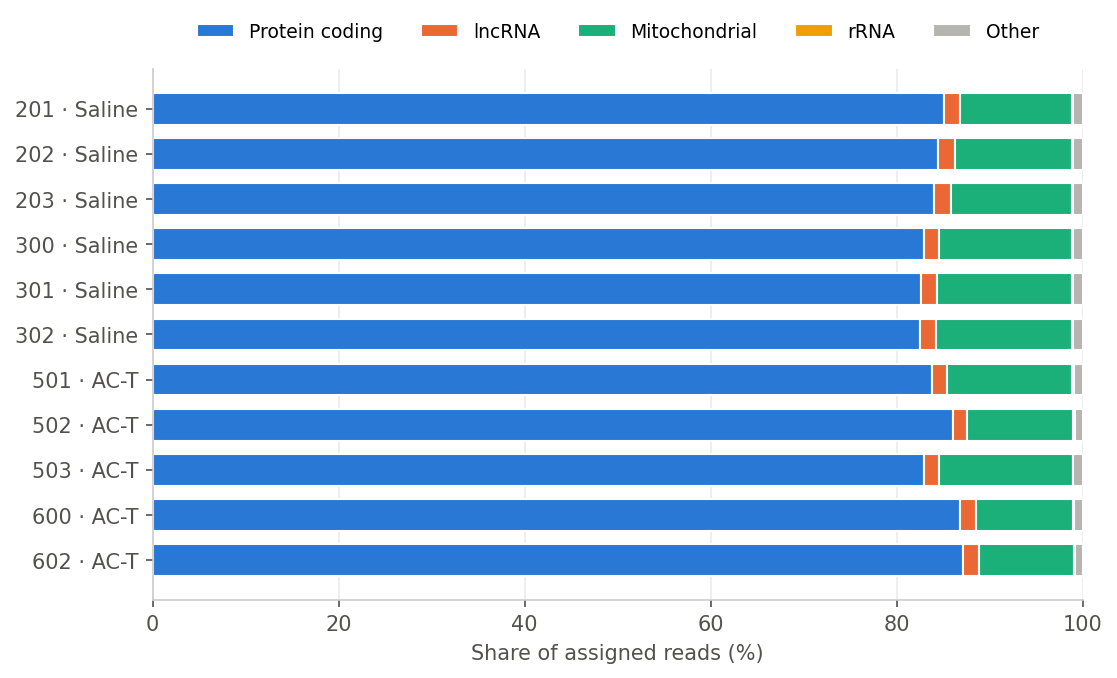 Protein coding lncRNA Mitochondrial rRNA Other
201 · Saline
202 · Saline
203 · Saline
300 · Saline
301 · Saline
302 · Saline
501 · AC-T
502 · AC-T
503 · AC-T
600 · AC-T
602 · AC-T
0 20 40 60 80 100
Share of assigned reads (%)